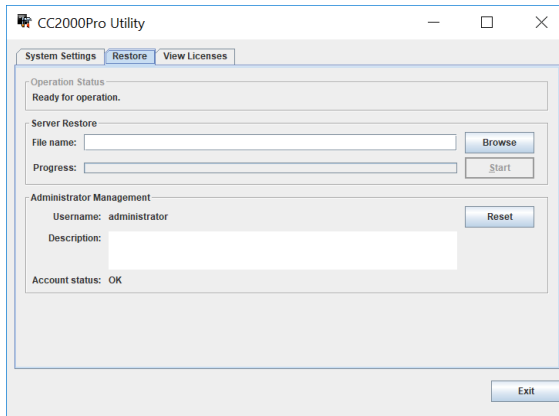 CC2000Pro Utility
System Settings Restore View Licenses
Operation Status
Ready for operation.
Server Restore
File name: Browse
Progress: Start
Administrator Management
Username: administrator Reset
Description:
Account status: OK
Exit